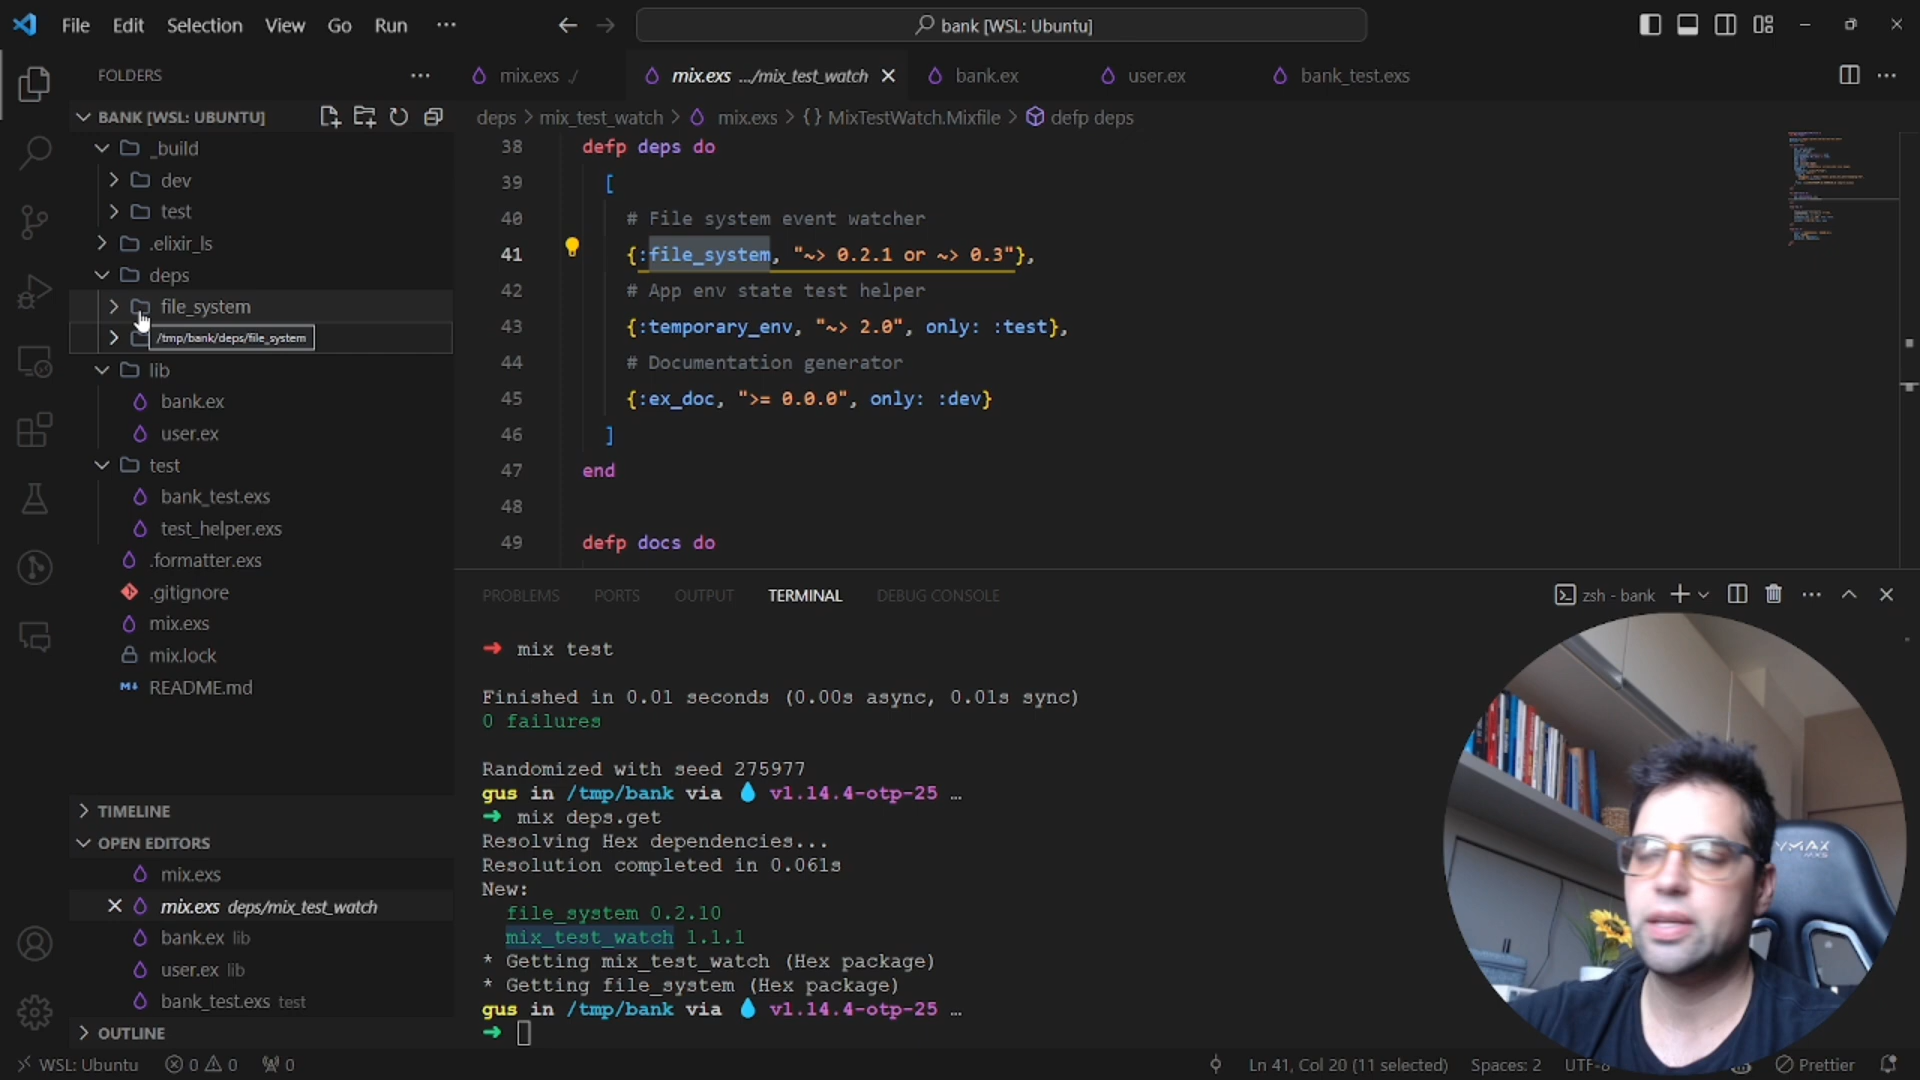 File Edit Selection View Go Run ···
bank [WSL: Ubuntu]
FOLDERS
BANK [WSL: UBUNTU]
_build
dev
test
.elixir_ls
deps
file_system
/tmp/bank/deps/file_system
lib
bank.ex
user.ex
test
bank_test.exs
test_helper.exs
.formatter.exs
.gitignore
mix.exs
mix.lock
README.md
TIMELINE
OPEN EDITORS
mix.exs
mix.exs deps/mix_test_watch
bank.ex lib
user.ex lib
bank_test.exs test
OUTLINE
mix.exs ./
mix.exs .../mix_test_watch
bank.ex
user.ex
bank_test.exs
deps > mix_test_watch > mix.exs > {} MixTestWatch.Mixfile > defp deps
38 defp deps do
39 [
40 # File system event watcher
41 {:file_system, "~> 0.2.1 or ~> 0.3"},
42 # App env state test helper
43 {:temporary_env, "~> 2.0", only: :test},
44 # Documentation generator
45 {:ex_doc, ">= 0.0.0", only: :dev}
46 ]
47 end
48
49 defp docs do
PROBLEMS PORTS OUTPUT TERMINAL DEBUG CONSOLE
zsh - bank
→ mix test
Finished in 0.01 seconds (0.00s async, 0.01s sync)
0 failures
Randomized with seed 275977
gus in /tmp/bank via 💧 v1.14.4-otp-25 …
→ mix deps.get
Resolving Hex dependencies...
Resolution completed in 0.061s
New:
file_system 0.2.10
mix_test_watch 1.1.1
* Getting mix_test_watch (Hex package)
* Getting file_system (Hex package)
gus in /tmp/bank via 💧 v1.14.4-otp-25 …
→
WSL: Ubuntu 0 0 0
Ln 41, Col 20 (11 selected) Spaces: 2 Prettier